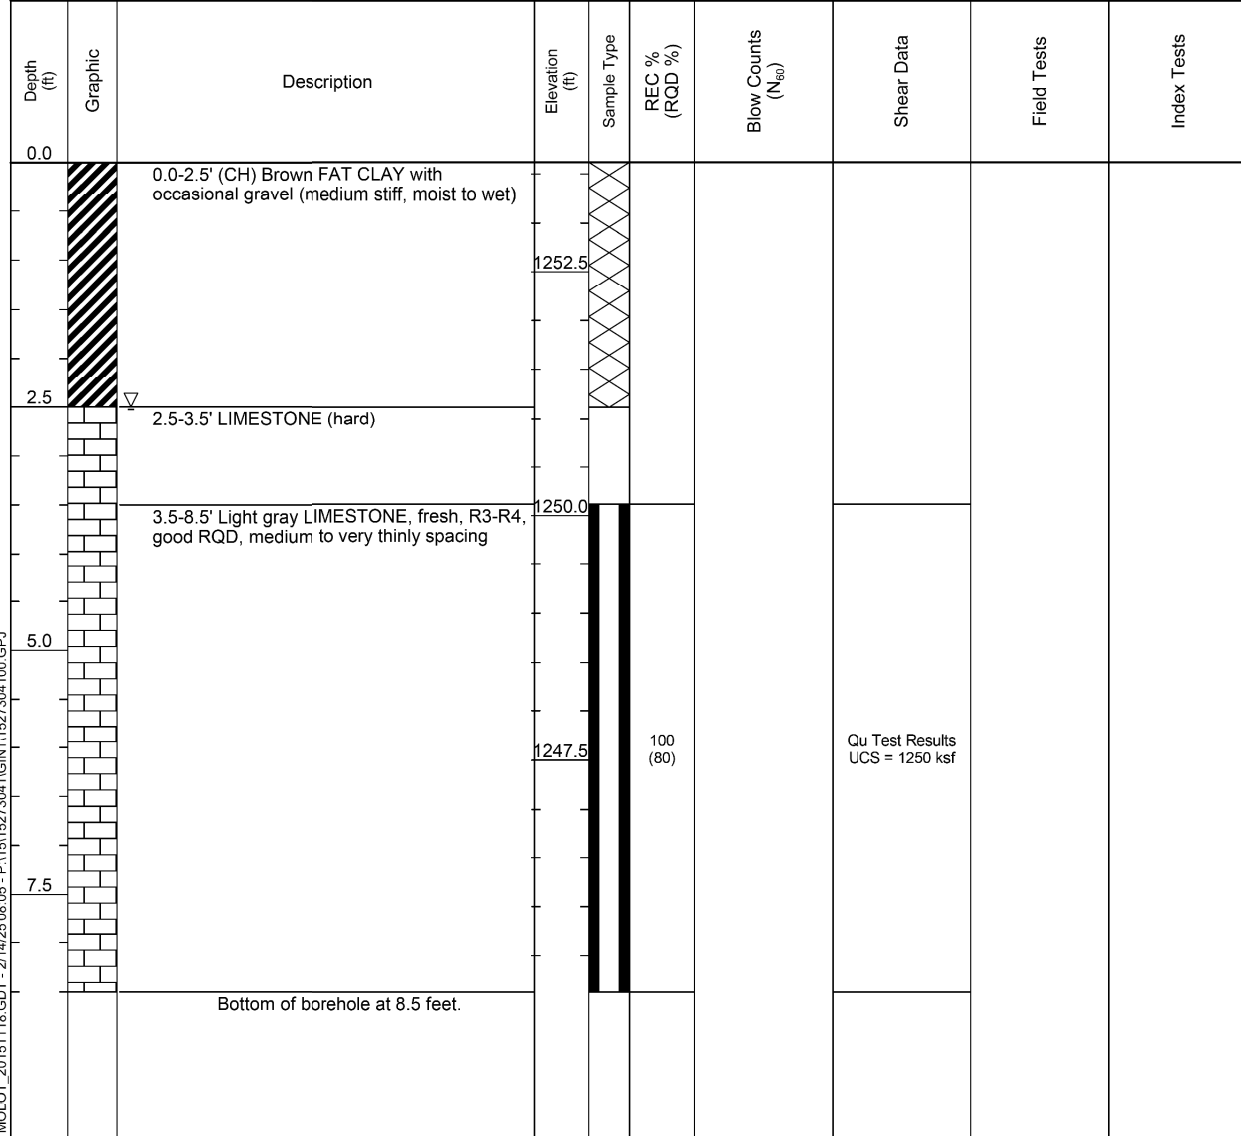 Depth
(ft)
Graphic
Description
Elevation
(ft)
Sample Type
REC %
(RQD %)
Blow Counts
(N60)
Shear Data
Field Tests
Index Tests
0.0
0.0-2.5' (CH) Brown FAT CLAY with
occasional gravel (medium stiff, moist to wet)
1252.5
2.5
2.5-3.5' LIMESTONE (hard)
1250.0
3.5-8.5' Light gray LIMESTONE, fresh, R3-R4,
good RQD, medium to very thinly spacing
5.0
1247.5
100
(80)
Qu Test Results
UCS = 1250 ksf
7.5
Bottom of borehole at 8.5 feet.